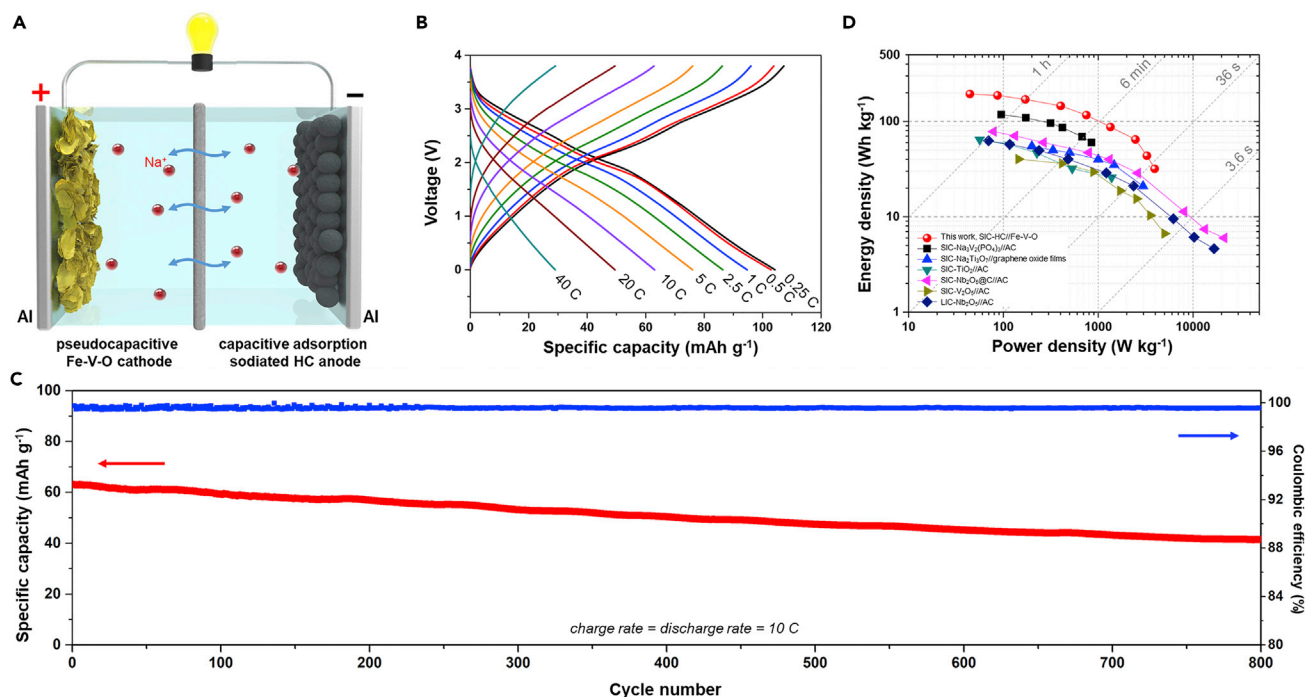 A
+
−
Na⁺
Al
Al
pseudocapacitive
Fe-V-O cathode
capacitive adsorption
sodiated HC anode
B
Voltage (V)
4
3
2
1
0
40 C
20 C
10 C
5 C
2.5 C
1 C
0.5 C
0.25 C
0 20 40 60 80 100 120
Specific capacity (mAh g⁻¹)
D
Energy density (Wh kg⁻¹)
500
100
10
1
1 h
6 min
36 s
3.6 s
This work, SIC-HC//Fe-V-O
SIC-Na₃V₂(PO₄)₃//AC
SIC-Na₂Ti₃O₇//graphene oxide films
SIC-TiO₂//AC
SIC-Nb₂O₅@C//AC
SIC-V₂O₅//AC
LIC-Nb₂O₅//AC
10 100 1000 10000
Power density (W kg⁻¹)
C
Specific capacity (mAh g⁻¹)
100
80
60
40
20
0
100
96
92
88
84
80
Coulombic efficiency (%)
charge rate = discharge rate = 10 C
0 100 200 300 400 500 600 700 800
Cycle number